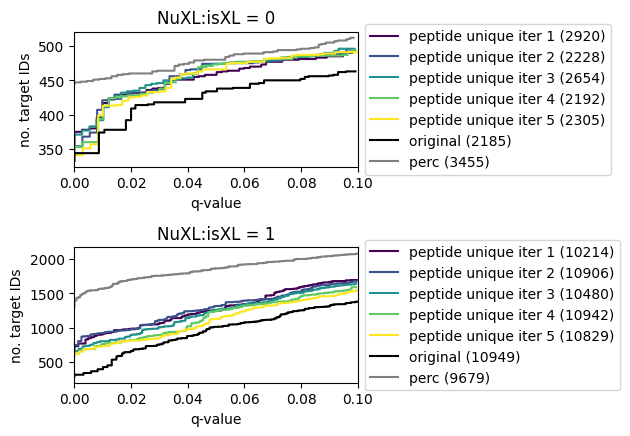 NuXL:isXL = 0
no. target IDs
500
450
400
350
0.00
0.02
0.04
0.06
0.08
0.10
q-value
peptide unique iter 1 (2920)
peptide unique iter 2 (2228)
peptide unique iter 3 (2654)
peptide unique iter 4 (2192)
peptide unique iter 5 (2305)
original (2185)
perc (3455)
NuXL:isXL = 1
no. target IDs
2000
1500
1000
500
0.00
0.02
0.04
0.06
0.08
0.10
q-value
peptide unique iter 1 (10214)
peptide unique iter 2 (10906)
peptide unique iter 3 (10480)
peptide unique iter 4 (10942)
peptide unique iter 5 (10829)
original (10949)
perc (9679)